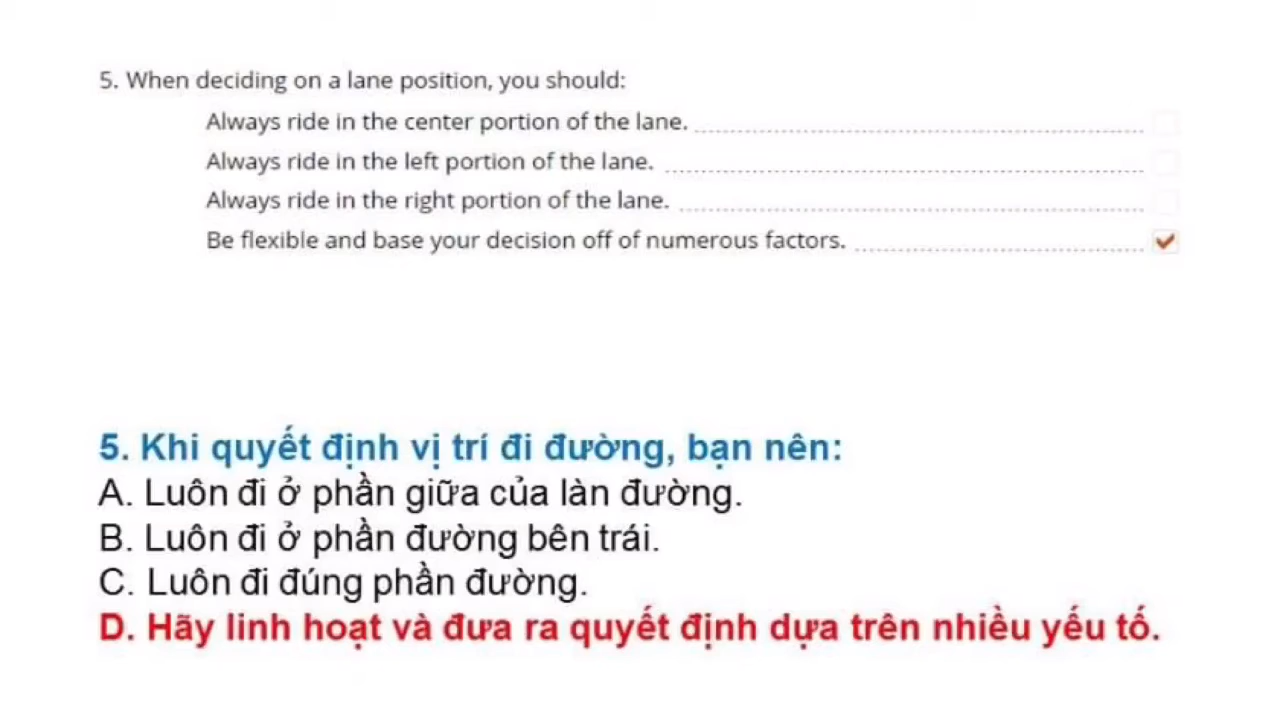 5. When deciding on a lane position, you should:
Always ride in the center portion of the lane.
Always ride in the left portion of the lane.
Always ride in the right portion of the lane.
Be flexible and base your decision off of numerous factors.
5. Khi quyết định vị trí đi đường, bạn nên:
A. Luôn đi ở phần giữa của làn đường.
B. Luôn đi ở phần đường bên trái.
C. Luôn đi đúng phần đường.
D. Hãy linh hoạt và đưa ra quyết định dựa trên nhiều yếu tố.